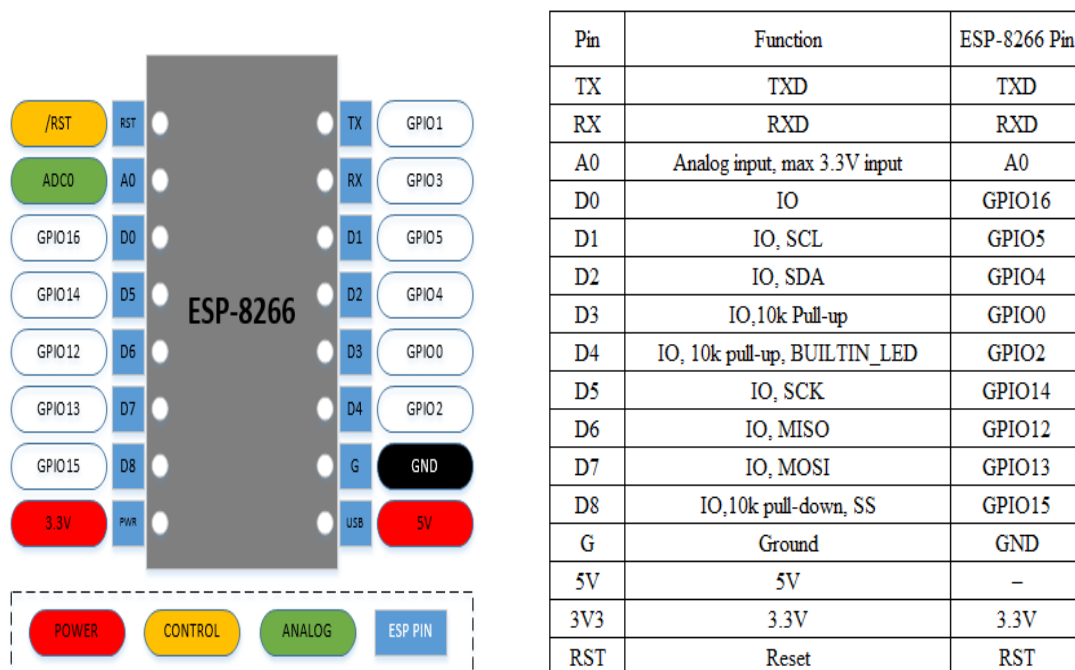 /RST RST TX GPIO1
ADC0 A0 RX GPIO3
GPIO16 D0 D1 GPIO5
GPIO14 D5 D2 GPIO4
ESP-8266
GPIO12 D6 D3 GPIO0
GPIO13 D7 D4 GPIO2
GPIO15 D8 G GND
3.3V PWR USB 5V
POWER CONTROL ANALOG ESP PIN
Pin Function ESP-8266 Pin
TX TXD TXD
RX RXD RXD
A0 Analog input, max 3.3V input A0
D0 IO GPIO16
D1 IO, SCL GPIO5
D2 IO, SDA GPIO4
D3 IO,10k Pull-up GPIO0
D4 IO, 10k pull-up, BUILTIN_LED GPIO2
D5 IO, SCK GPIO14
D6 IO, MISO GPIO12
D7 IO, MOSI GPIO13
D8 IO,10k pull-down, SS GPIO15
G Ground GND
5V 5V –
3V3 3.3V 3.3V
RST Reset RST